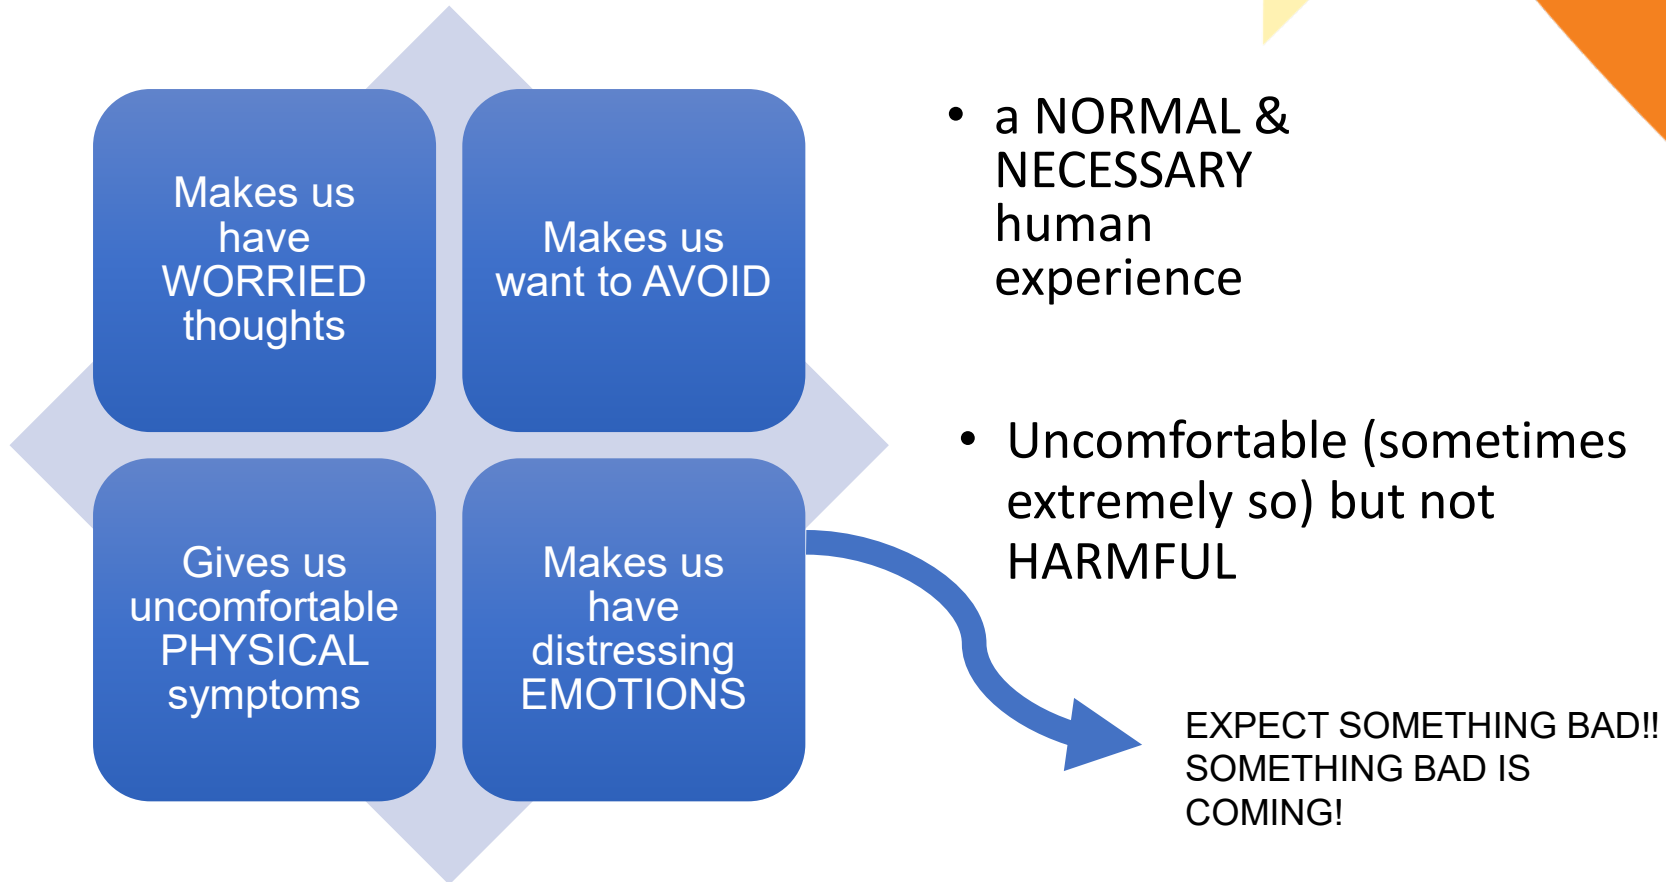 Makes us
have
WORRIED
thoughts
Makes us
want to AVOID
Gives us
uncomfortable
PHYSICAL
symptoms
Makes us
have
distressing
EMOTIONS
• a NORMAL &
NECESSARY
human
experience
• Uncomfortable (sometimes
extremely so) but not
HARMFUL
EXPECT SOMETHING BAD!!
SOMETHING BAD IS
COMING!